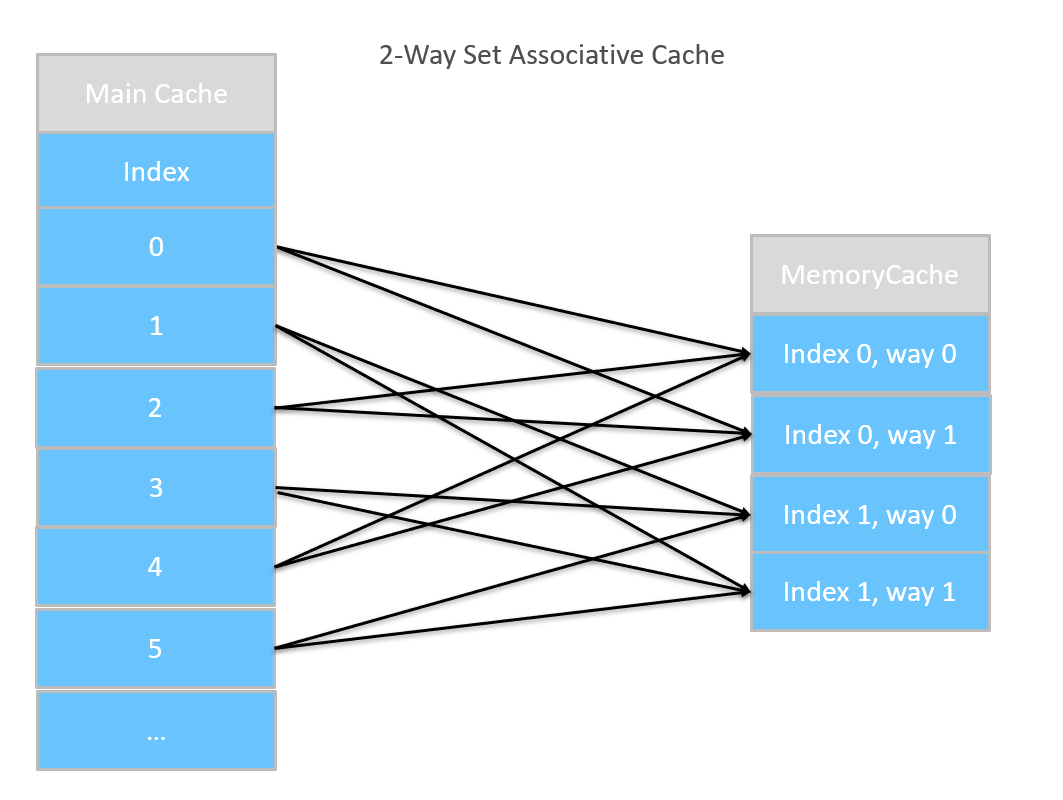 2-Way Set Associative Cache
Main Cache
Index
0
1
2
3
4
5
...
MemoryCache
Index 0, way 0
Index 0, way 1
Index 1, way 0
Index 1, way 1